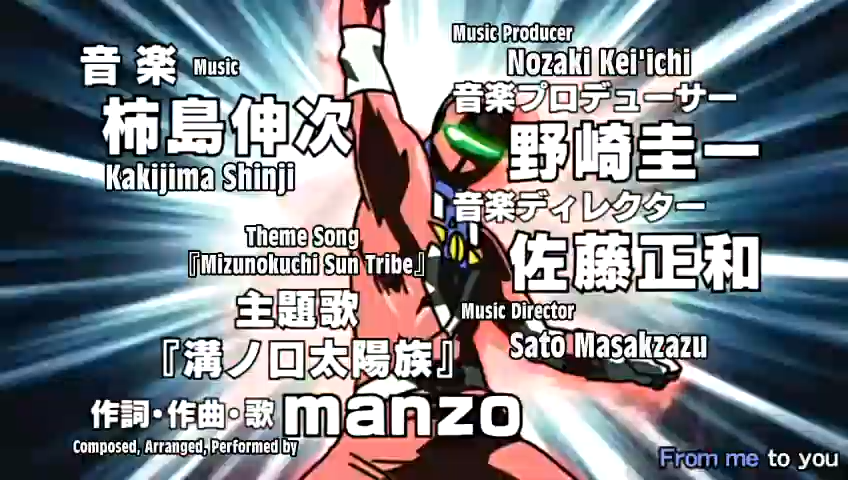 音楽 Music
柿島伸次
Kakijima Shinji
Music Producer
Nozaki Kei'ichi
音楽プロデューサー
野崎圭一
音楽ディレクター
佐藤正和
Music Director
Sato Masakzazu
Theme Song
『Mizunokuchi Sun Tribe』
主題歌
『溝ノ口太陽族』
作詞・作曲・歌 manzo
Composed, Arranged, Performed by
From me to you